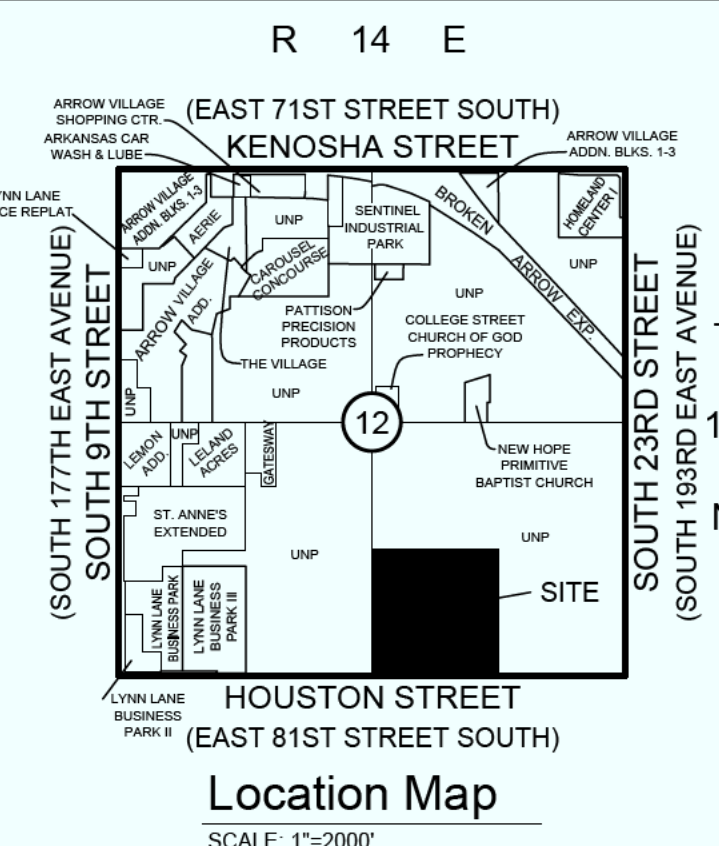 R 14 E
ARROW VILLAGE
SHOPPING CTR.
(EAST 71ST STREET SOUTH)
ARKANSAS CAR
WASH & LUBE
KENOSHA STREET
ARROW VILLAGE
ADDN. BLKS. 1-3
LANE
REPLAT
ARROW VILLAGE
ADDN. BLKS. 1-3
AERIE
UNP
SENTINEL
INDUSTRIAL
PARK
BROKEN
ARROW EXP.
HOMELAND
CENTER I
UNP
UNP
CAROUSEL
CONCOURSE
ARROW VILLAGE
ADD.
UNP
PATTISON
PRECISION
PRODUCTS
COLLEGE STREET
CHURCH OF GOD
PROPHECY
THE VILLAGE
UNP
UNP
(SOUTH 177TH EAST AVENUE)
SOUTH 9TH STREET
SOUTH 23RD STREET
(SOUTH 193RD EAST AVENUE)
12
LEMON
ADD.
UNP
LELAND
ACRES
GATESWAY
NEW HOPE
PRIMITIVE
BAPTIST CHURCH
ST. ANNE'S
EXTENDED
UNP
UNP
LYNN LANE
BUSINESS PARK
LYNN LANE
BUSINESS
PARK III
SITE
LYNN LANE
BUSINESS
PARK II
HOUSTON STREET
(EAST 81ST STREET SOUTH)
Location Map
SCALE: 1"=2000'